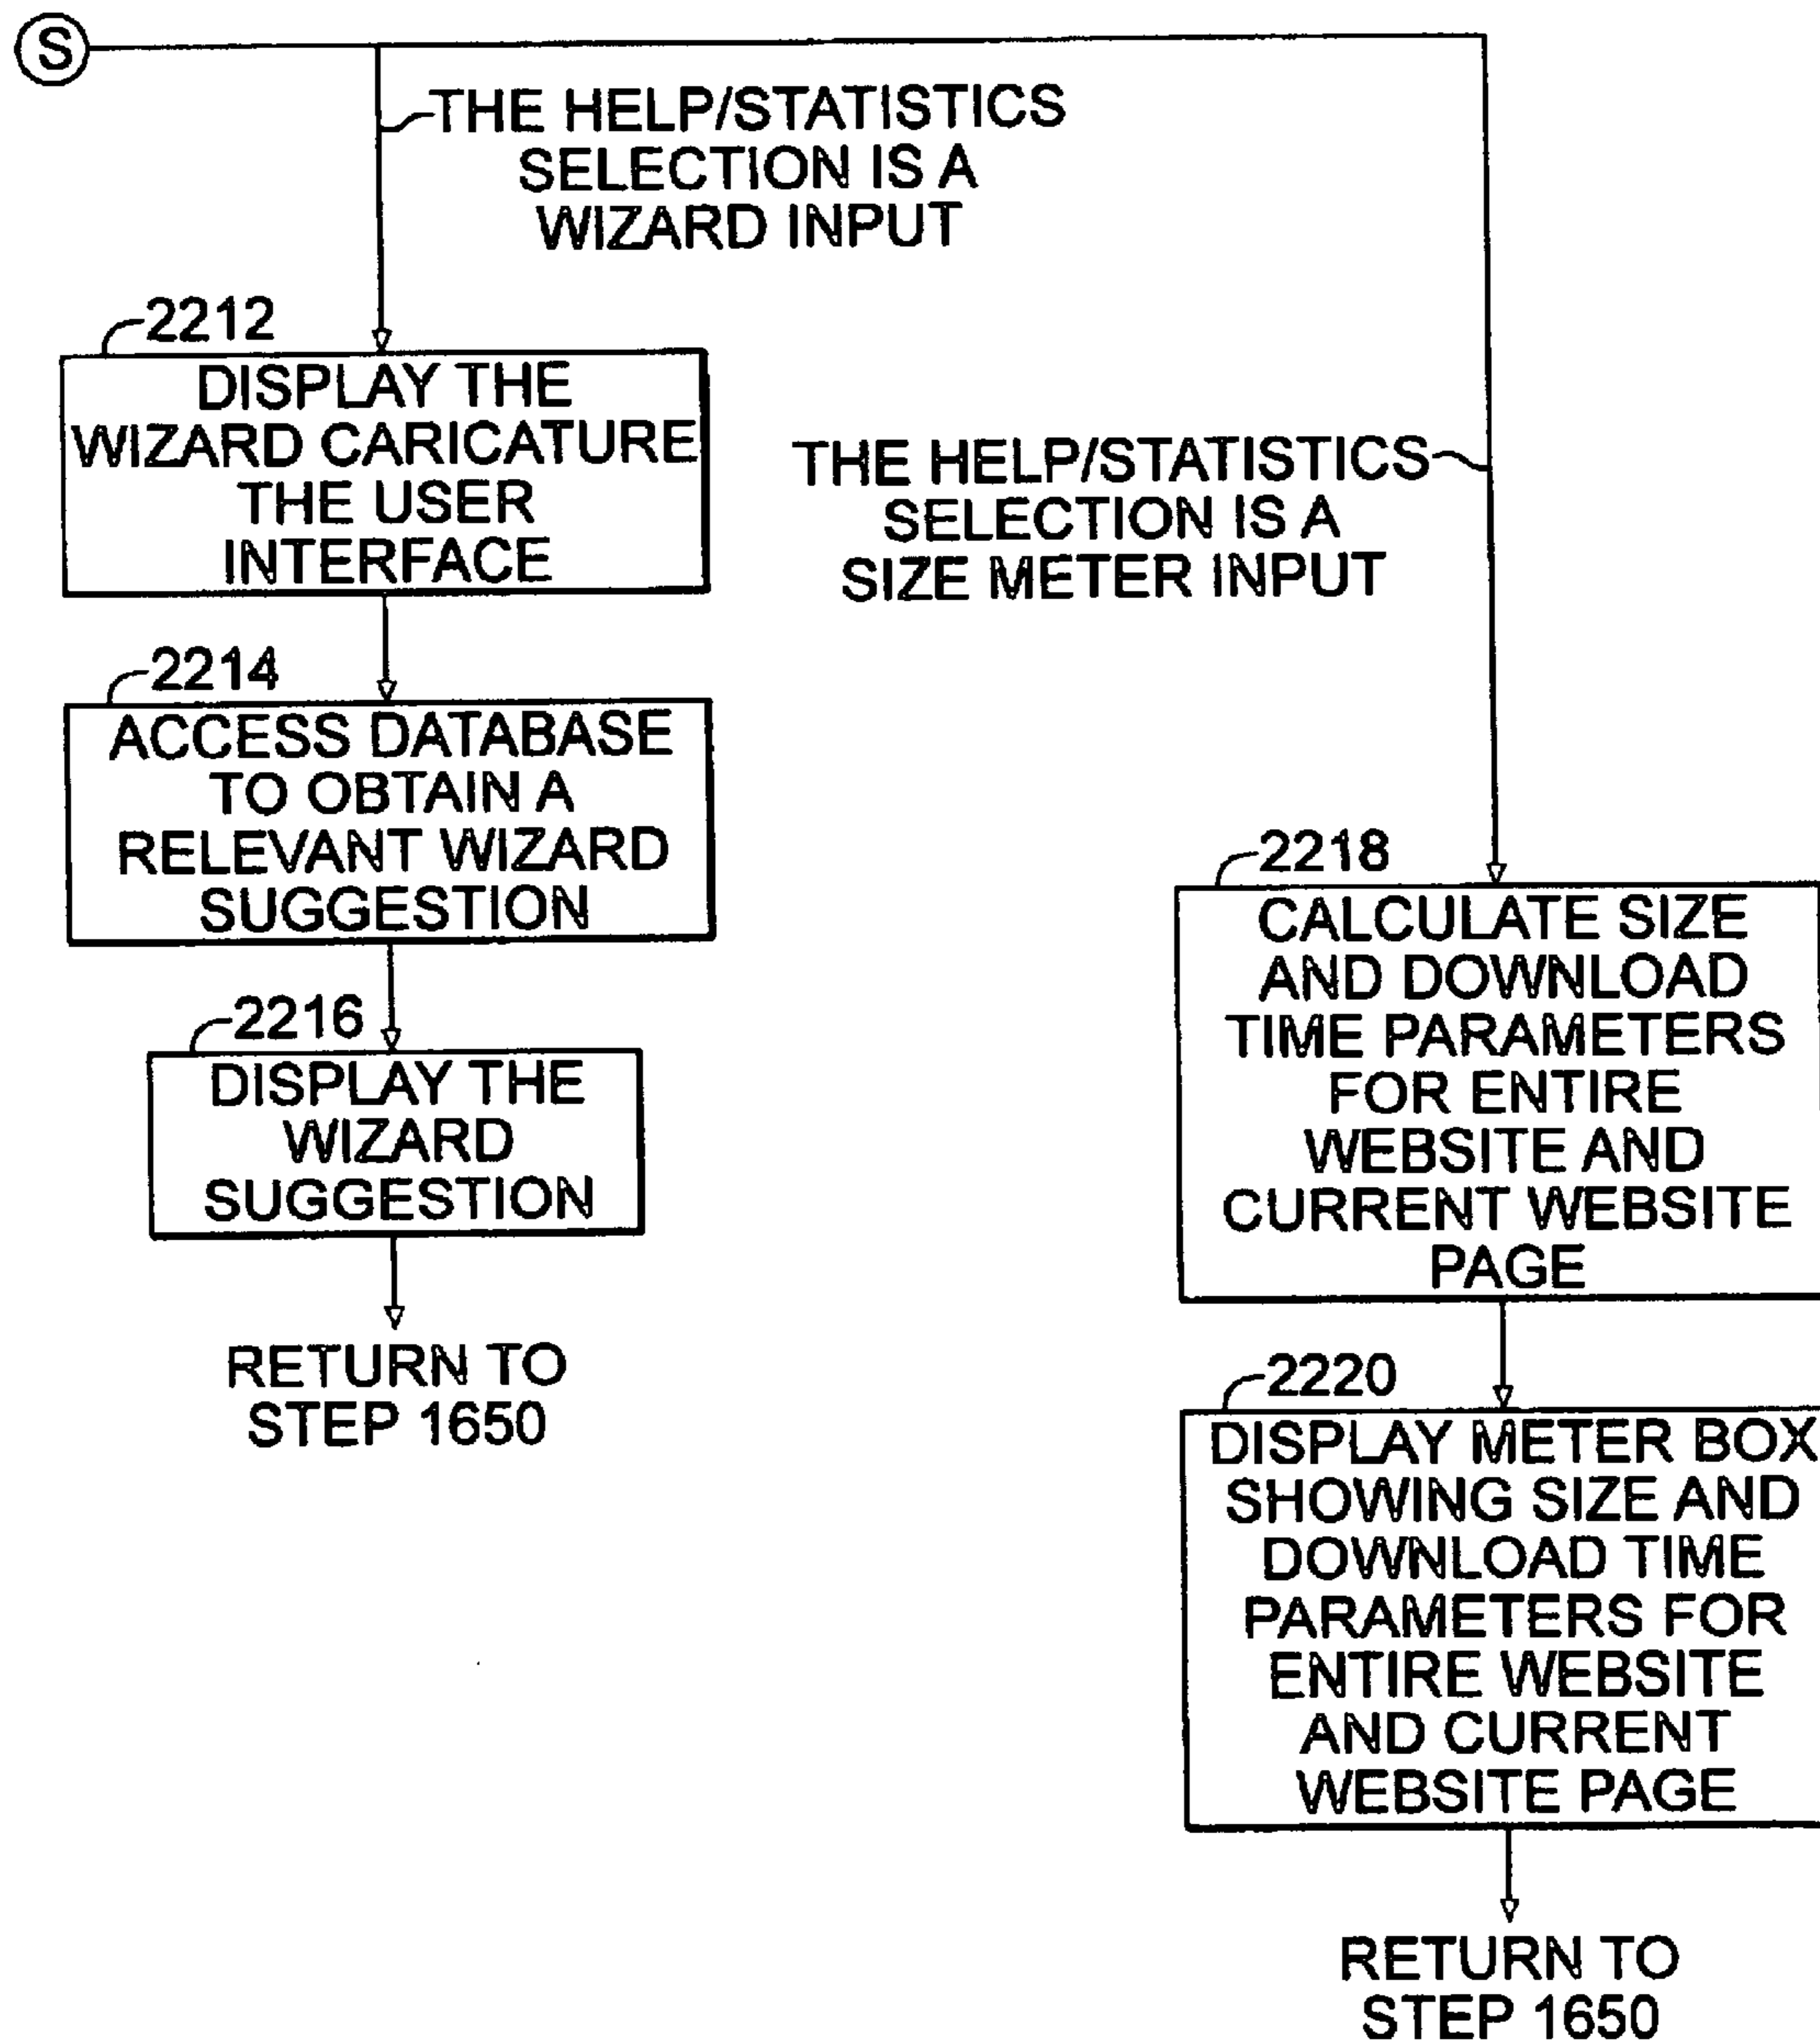 S
THE HELP/STATISTICS
SELECTION IS A
WIZARD INPUT
2212
DISPLAY THE
WIZARD CARICATURE
THE USER
INTERFACE
2214
ACCESS DATABASE
TO OBTAIN A
RELEVANT WIZARD
SUGGESTION
2216
DISPLAY THE
WIZARD
SUGGESTION
RETURN TO
STEP 1650
THE HELP/STATISTICS
SELECTION IS A
SIZE METER INPUT
2218
CALCULATE SIZE
AND DOWNLOAD
TIME PARAMETERS
FOR ENTIRE
WEBSITE AND
CURRENT WEBSITE
PAGE
2220
DISPLAY METER BOX
SHOWING SIZE AND
DOWNLOAD TIME
PARAMETERS FOR
ENTIRE WEBSITE
AND CURRENT
WEBSITE PAGE
RETURN TO
STEP 1650